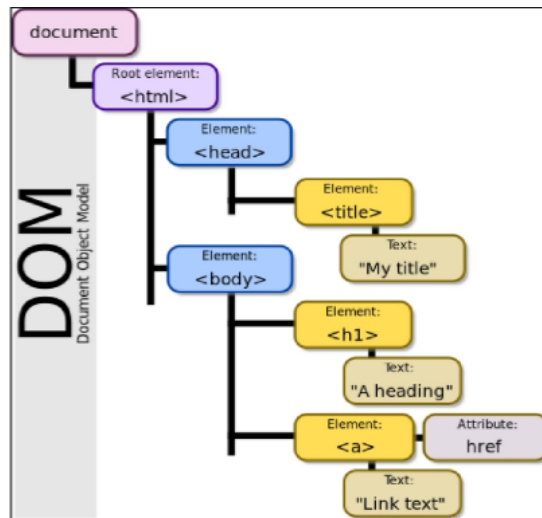 document
Root element:
<html>
Element:
<head>
Element:
<title>
Text:
"My title"
Element:
<body>
Element:
<h1>
Text:
"A heading"
Element:
<a>
Attribute:
href
Text:
"Link text"
DOM
Document Object Model